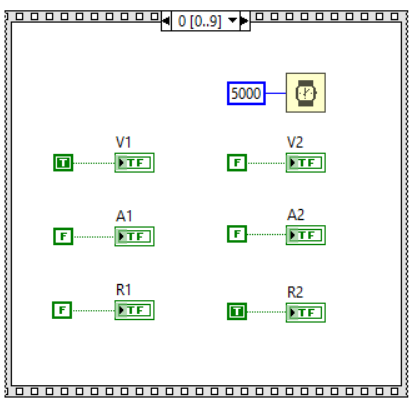 0 [0..9]
5000
V1
V2
T TF
F TF
A1
A2
F TF
F TF
R1
R2
F TF
T TF